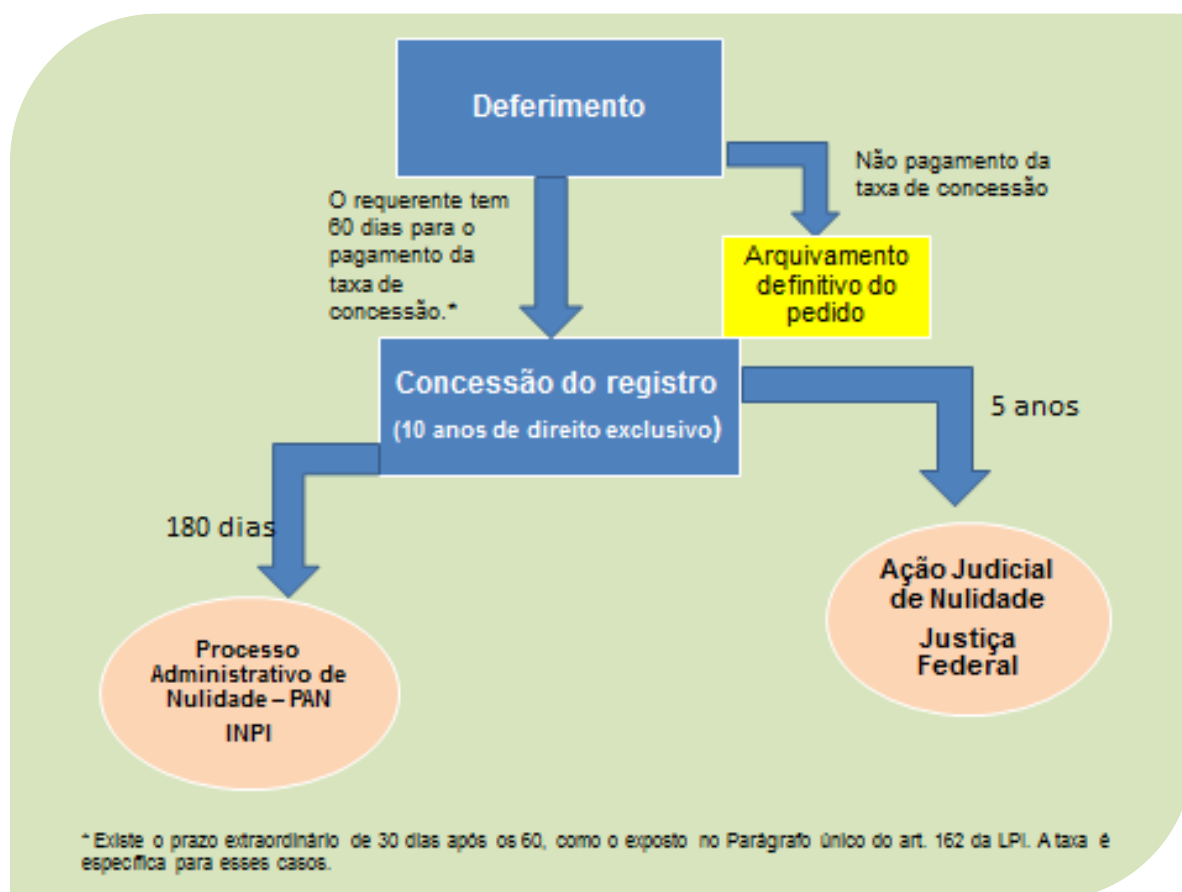 Deferimento
Não pagamento da
taxa de concessão
O requerente tem
60 dias para o
pagamento da
taxa de
concessão.*
Arquivamento
definitivo do
pedido
Concessão do registro
(10 anos de direito exclusivo)
5 anos
180 dias
Ação Judicial
de Nulidade
Justiça
Federal
Processo
Administrativo de
Nulidade – PAN
INPI
* Existe o prazo extraordinário de 30 dias após os 60, como o exposto no Parágrafo único do art. 162 da LPI. A taxa é
específica para esses casos.